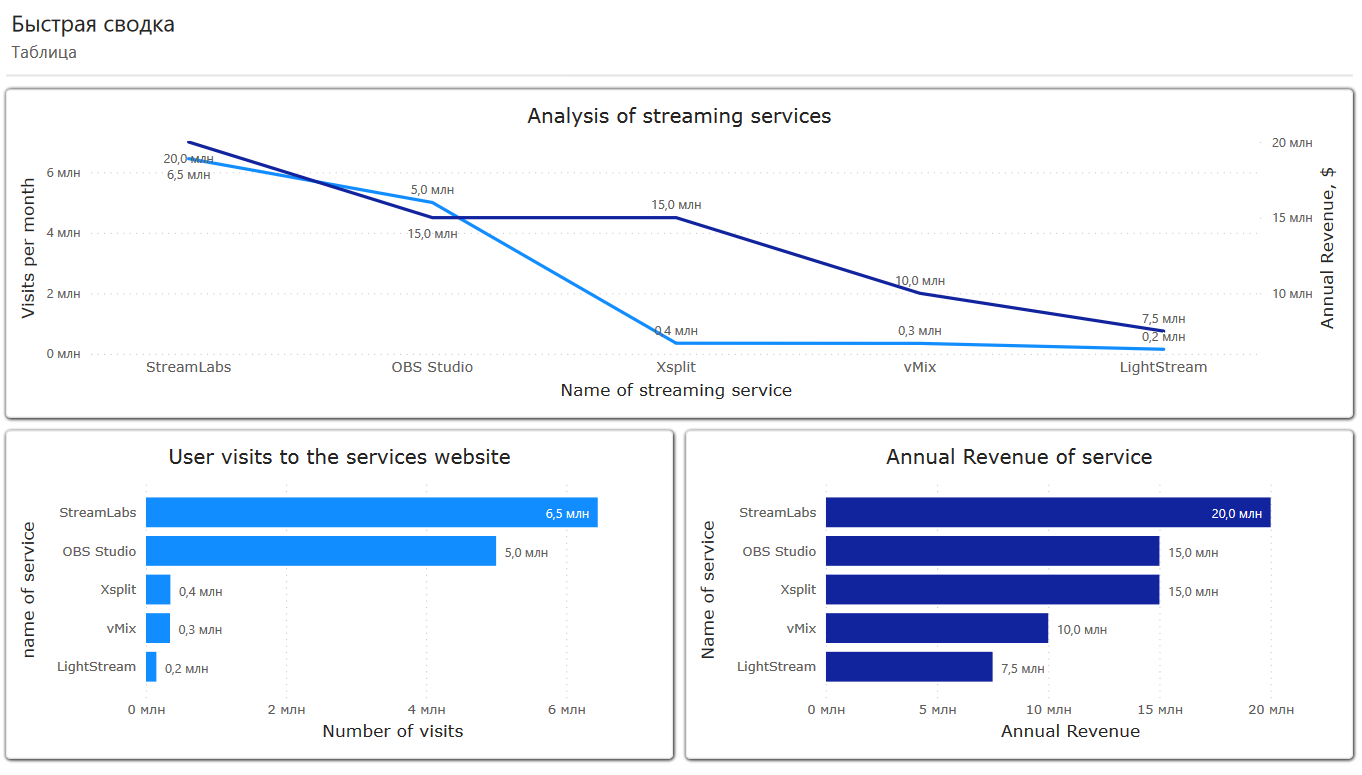 Быстрая сводка
Таблица
Analysis of streaming services
Visits per month
6 млн
4 млн
2 млн
0 млн
20,0 млн
6,5 млн
5,0 млн
15,0 млн
15,0 млн
0,4 млн
10,0 млн
0,3 млн
7,5 млн
0,2 млн
20 млн
15 млн
10 млн
Annual Revenue, $
StreamLabs OBS Studio Xsplit vMix LightStream
Name of streaming service
User visits to the services website
name of service
StreamLabs 6,5 млн
OBS Studio 5,0 млн
Xsplit 0,4 млн
vMix 0,3 млн
LightStream 0,2 млн
0 млн 2 млн 4 млн 6 млн
Number of visits
Annual Revenue of service
Name of service
StreamLabs 20,0 млн
OBS Studio 15,0 млн
Xsplit 15,0 млн
vMix 10,0 млн
LightStream 7,5 млн
0 млн 5 млн 10 млн 15 млн 20 млн
Annual Revenue